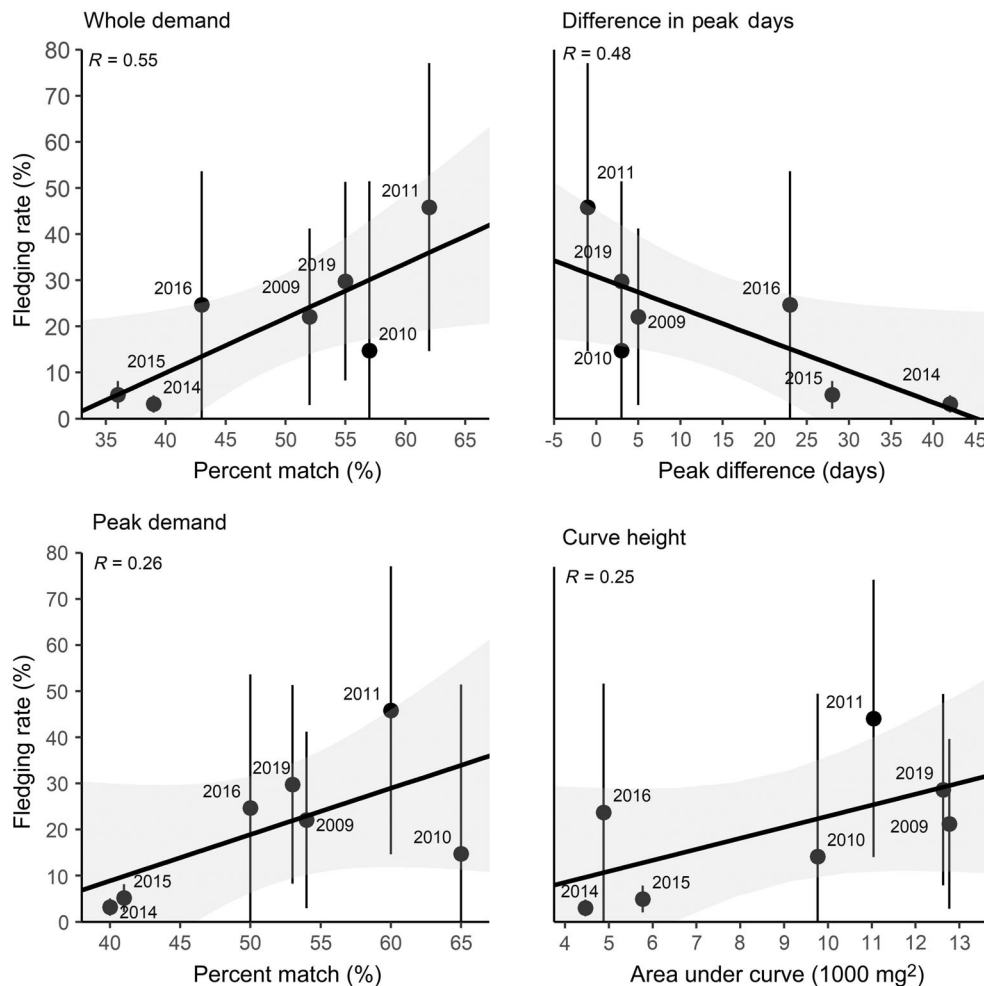 Whole demand
R = 0.55
Fledging rate (%)
80
70
60
50
40
30
20
10
0
2011
2016
2009
2019
2010
2015
2014
35 40 45 50 55 60 65
Percent match (%)
Difference in peak days
R = 0.48
2011
2019
2016
2009
2010
2015
2014
-5 0 5 10 15 20 25 30 35 40 45
Peak difference (days)
Peak demand
R = 0.26
Fledging rate (%)
80
70
60
50
40
30
20
10
0
2011
2019
2016
2009
2010
2015
2014
40 45 50 55 60 65
Percent match (%)
Curve height
R = 0.25
2011
2016
2019
2009
2010
2014
2015
4 5 6 7 8 9 10 11 12 13
Area under curve (1000 mg²)